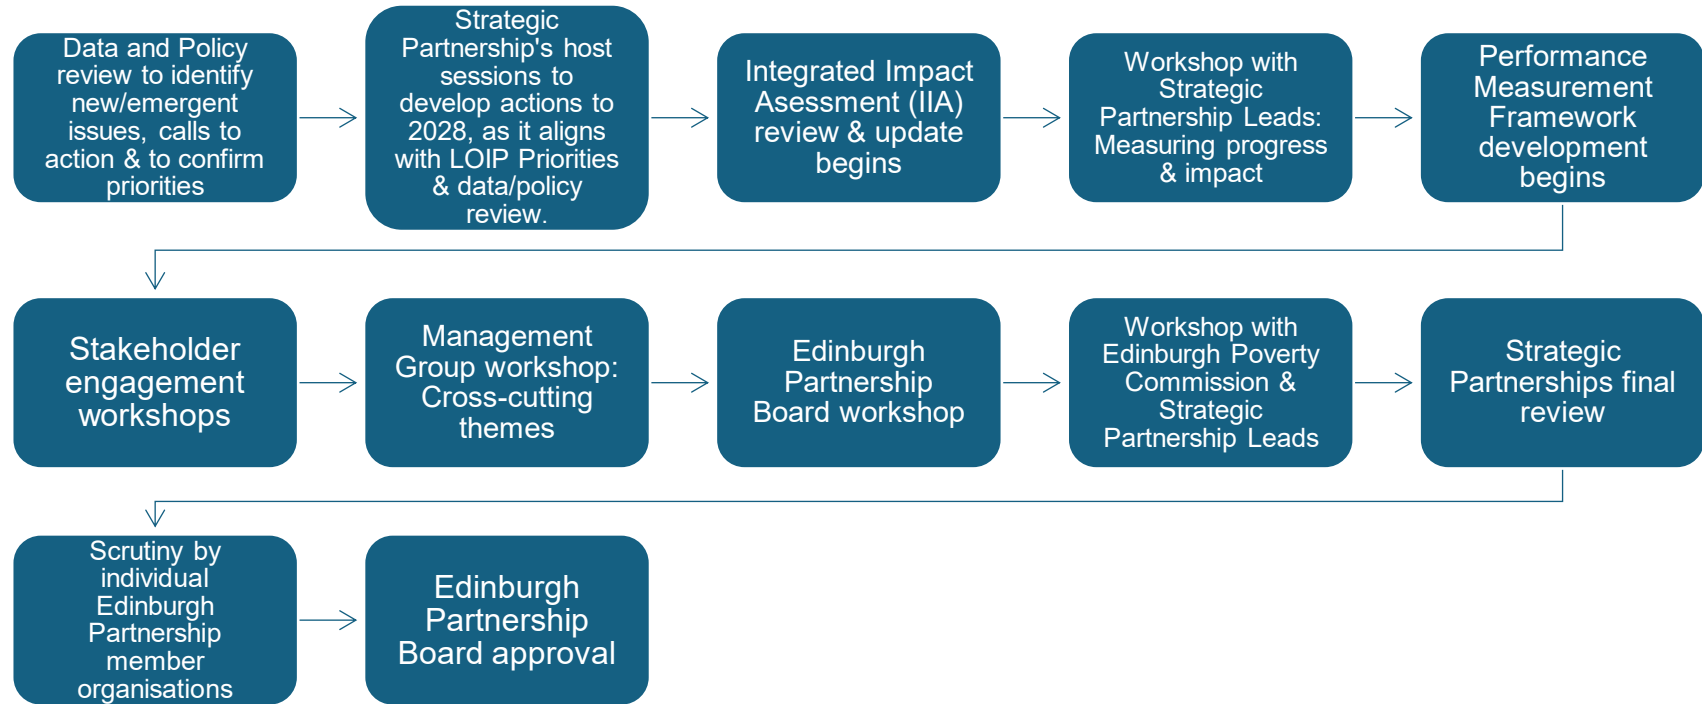 Data and Policy
review to identify
new/emergent
issues, calls to
action & to confirm
priorities
Strategic
Partnership's host
sessions to
develop actions to
2028, as it aligns
with LOIP Priorities
& data/policy
review.
Integrated Impact
Asessment (IIA)
review & update
begins
Workshop with
Strategic
Partnership Leads:
Measuring progress
& impact
Performance
Measurement
Framework
development
begins
Stakeholder
engagement
workshops
Management
Group workshop:
Cross-cutting
themes
Edinburgh
Partnership
Board workshop
Workshop with
Edinburgh Poverty
Commission &
Strategic
Partnership Leads
Strategic
Partnerships final
review
Scrutiny by
individual
Edinburgh
Partnership
member
organisations
Edinburgh
Partnership
Board approval